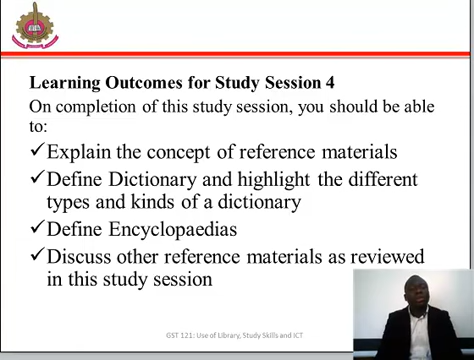 Learning Outcomes for Study Session 4
On completion of this study session, you should be able
to:
✓Explain the concept of reference materials
✓Define Dictionary and highlight the different
types and kinds of a dictionary
✓Define Encyclopaedias
✓Discuss other reference materials as reviewed
in this study session
GST 121: Use of Library, Study Skills and ICT